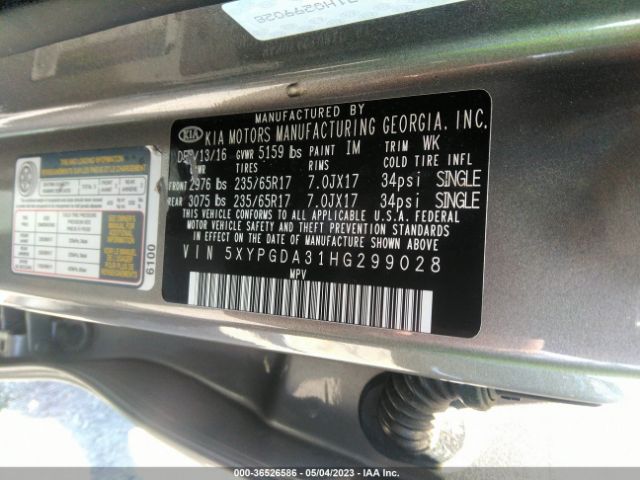 MANUFACTURED BY
KIA KIA MOTORS MANUFACTURING GEORGIA, INC.
13/16 GVWR 5159 lbs PAINT IM TRIM WK
TIRES RIMS COLD TIRE INFL
FRONT 2976 lbs 235/65R17 7.0JX17 34psi SINGLE
REAR 3075 lbs 235/65R17 7.0JX17 34psi SINGLE
THIS VEHICLE CONFORMS TO ALL APPLICABLE U.S.A. FEDERAL
MOTOR VEHICLE SAFETY AND THEFT PREVENTION STANDARDS
IN EFFECT ON THE DATE OF MANUFACTURE SHOWN ABOVE.
VIN 5XYPGDA31HG299028
MPV
6100
000-36526586 - 05/04/2023 - IAA Inc.